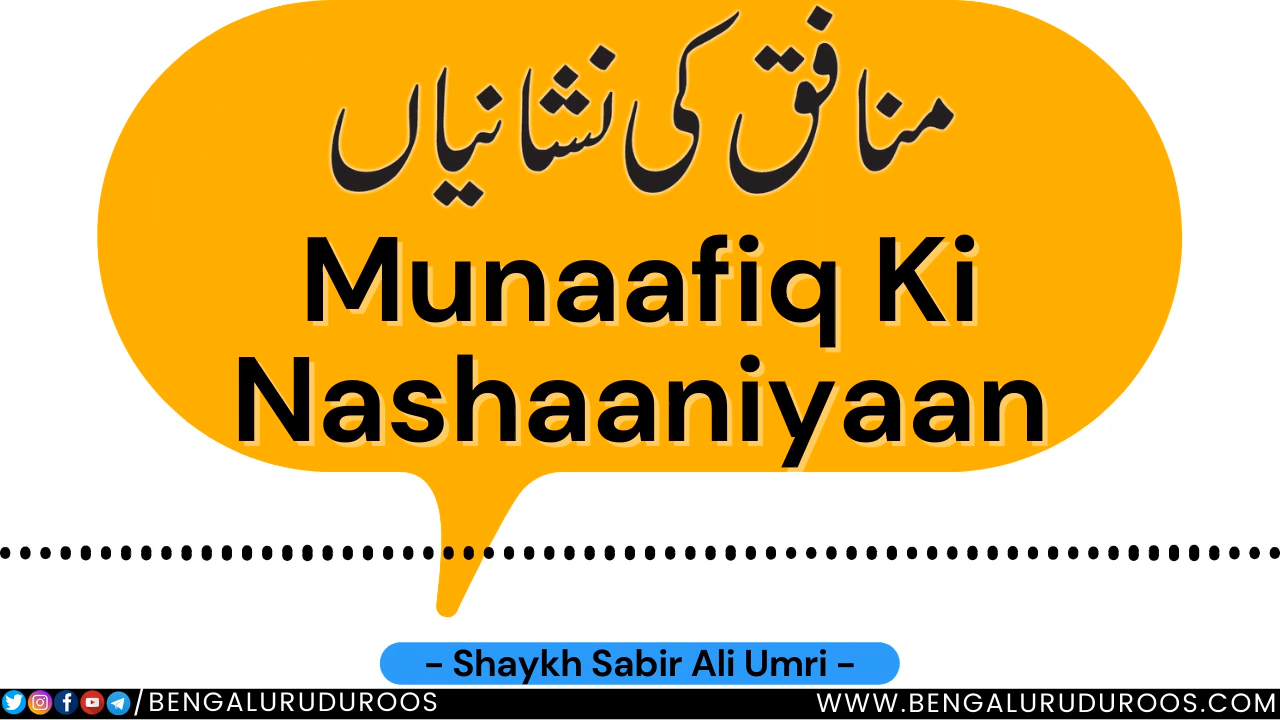 منافق کی نشانیاں
Munaafiq Ki
Nashaaniyaan
- Shaykh Sabir Ali Umri -
/BENGALURUDUROOS
WWW.BENGALURUDUROOS.COM